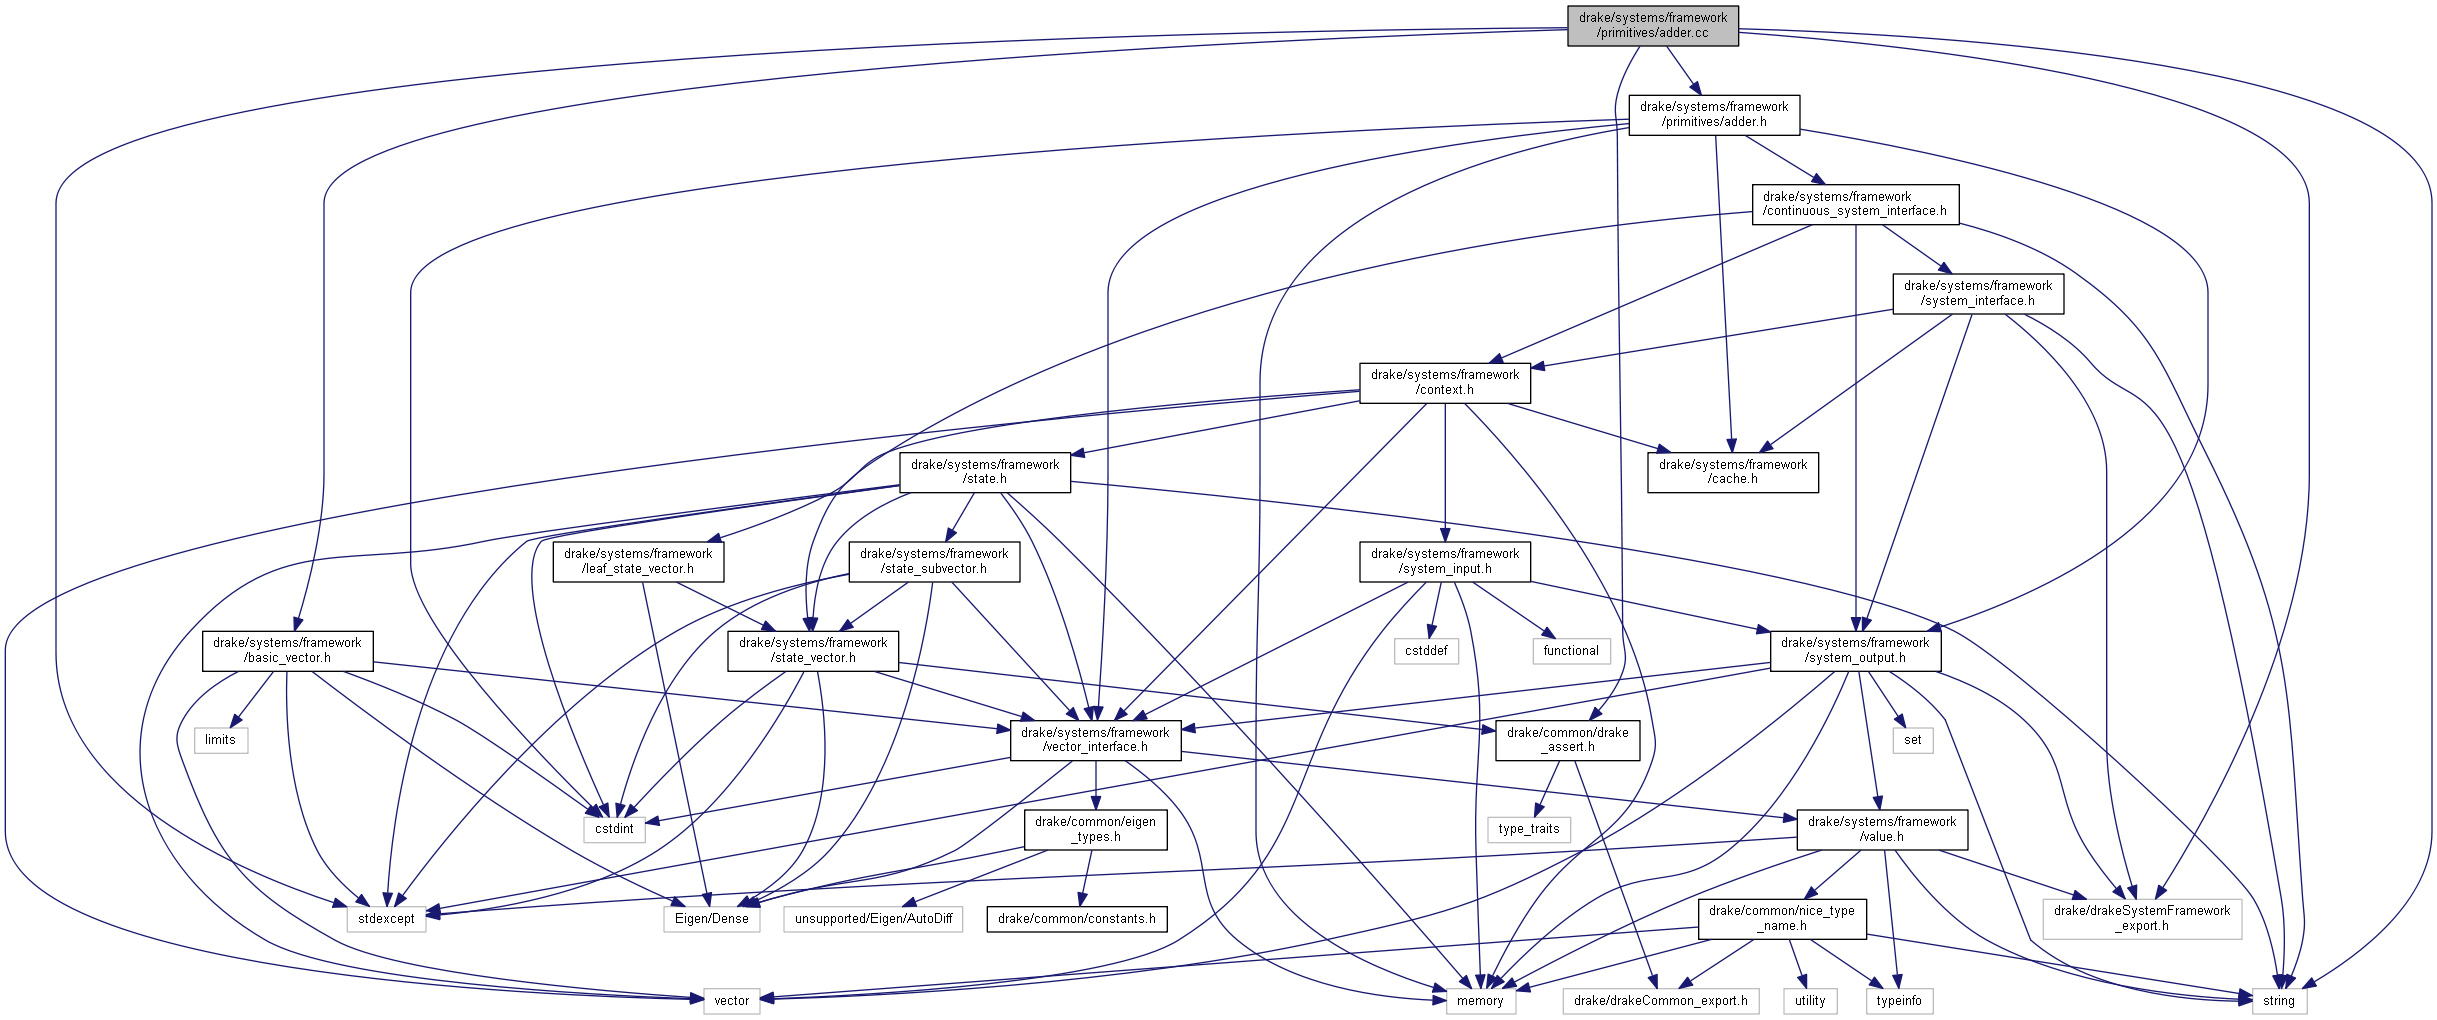 drake/systems/framework
/primitives/adder.cc
drake/systems/framework
/primitives/adder.h
drake/systems/framework
/continuous_system_interface.h
drake/systems/framework
/system_interface.h
drake/systems/framework
/context.h
drake/systems/framework
/state.h
drake/systems/framework
/cache.h
drake/systems/framework
/leaf_state_vector.h
drake/systems/framework
/state_subvector.h
drake/systems/framework
/system_input.h
drake/systems/framework
/basic_vector.h
drake/systems/framework
/state_vector.h
cstddef
functional
drake/systems/framework
/system_output.h
limits
drake/systems/framework
/vector_interface.h
drake/common/drake
_assert.h
set
cstdint
drake/common/eigen
_types.h
type_traits
drake/systems/framework
/value.h
stdexcept
Eigen/Dense
unsupported/Eigen/AutoDiff
drake/common/constants.h
drake/common/nice_type
_name.h
drake/drakeSystemFramework
_export.h
vector
memory
drake/drakeCommon_export.h
utility
typeinfo
string